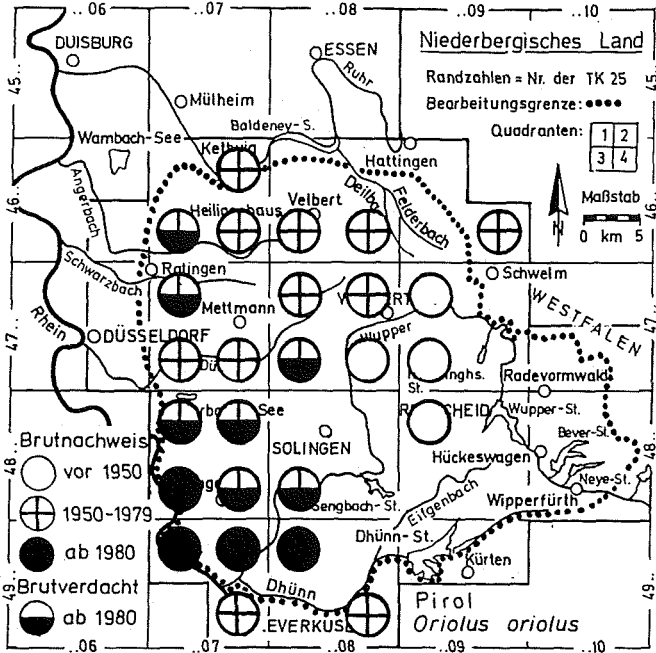 ..06 ..07 ..08 ..09 ..10
45..
46..
47..
48..
49..
Niederbergisches Land
Randzahlen = Nr. der TK 25
Bearbeitungsgrenze:
Quadranten:
1 2
3 4
Maßstab
0 km 5
N
DUISBURG
ESSEN
Ruhr
Mülheim
Baldeney-S.
Wambach-See
Hattingen
Angerbach
Velbert
Felderbach
Schwarzbach
Ratingen
Schwelm
Mettmann
WESTFALEN
Rhein
DÜSSELDORF
Wupper
St.
Radevormwald
Wupper-St.
SOLINGEN
Bever-St.
Hückeswagen
Neye-St.
Sengbach-St.
Eifgenbach
Wipperfürth
Dhünn-St.
Kürten
Dhünn
Brutnachweis
vor 1950
1950-1979
ab 1980
Brutverdacht
ab 1980
Pirol
Oriolus oriolus
..06 ..07 ..08 ..09 ..10